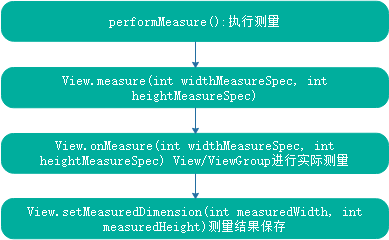 performMeasure():执行测量
View.measure(int widthMeasureSpec, int
heightMeasureSpec)
View.onMeasure(int widthMeasureSpec, int
heightMeasureSpec) View/ViewGroup进行实际测量
View.setMeasuredDimension(int measuredWidth, int
measuredHeight)测量结果保存